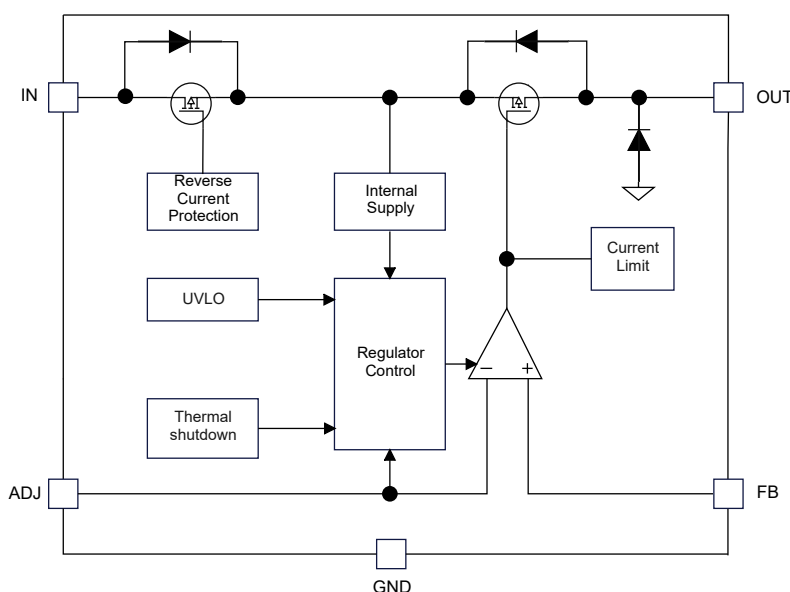 IN
OUT
Reverse
Current
Protection
Internal
Supply
Current
Limit
UVLO
Regulator
Control
− +
Thermal
shutdown
ADJ
FB
GND